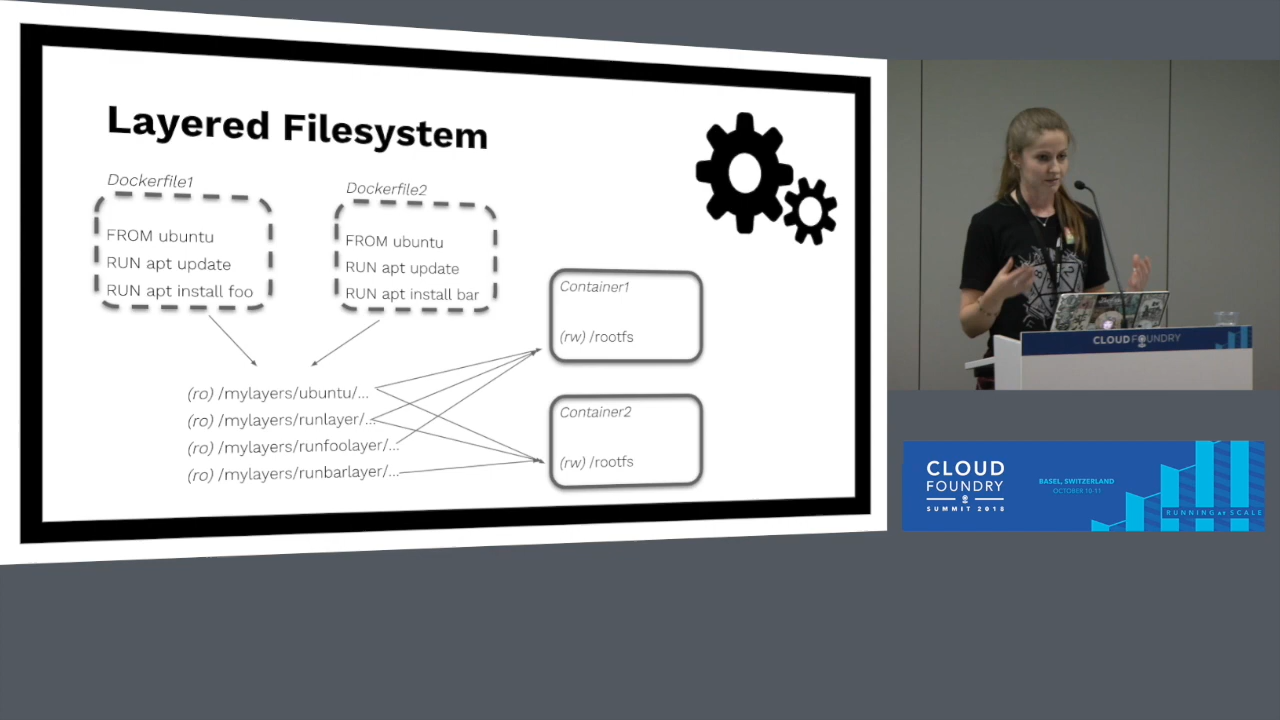 Layered Filesystem
Dockerfile1
FROM ubuntu
RUN apt update
RUN apt install foo
Dockerfile2
FROM ubuntu
RUN apt update
RUN apt install bar
(ro) /mylayers/ubuntu/...
(ro) /mylayers/runlayer/...
(ro) /mylayers/runfoolayer/...
(ro) /mylayers/runbarlayer/...
Container1
(rw) /rootfs
Container2
(rw) /rootfs
CLOUD FOUNDRY
CLOUD
FOUNDRY
SUMMIT 2018
BASEL, SWITZERLAND
OCTOBER 10-11
RUNNING AT SCALE